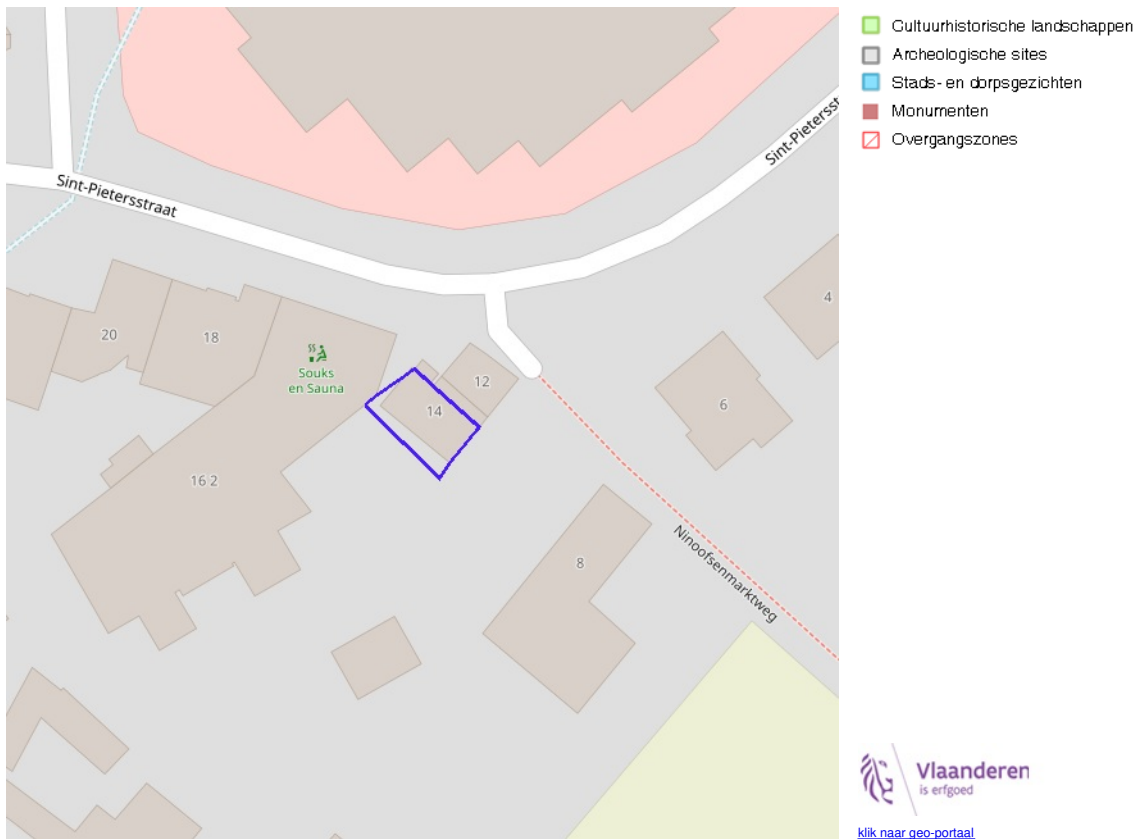 Cultuurhistorische landschappen
Archeologische sites
Stads- en dorpsgezichten
Monumenten
Overgangszones
Sint-Pietersst
Sint-Pietersstraat
20
18
Souks
en Sauna
12
14
4
6
16 2
8
Ninoofsenmarktweg
Vlaanderen
is erfgoed
klik naar geo-portaal